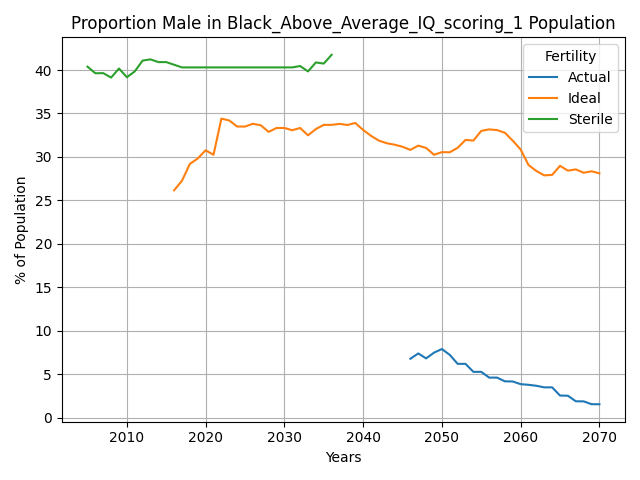 Proportion Male in Black_Above_Average_IQ_scoring_1 Population
% of Population
40
35
30
25
20
15
10
5
0
Fertility
Actual
Ideal
Sterile
2010 2020 2030 2040 2050 2060 2070
Years